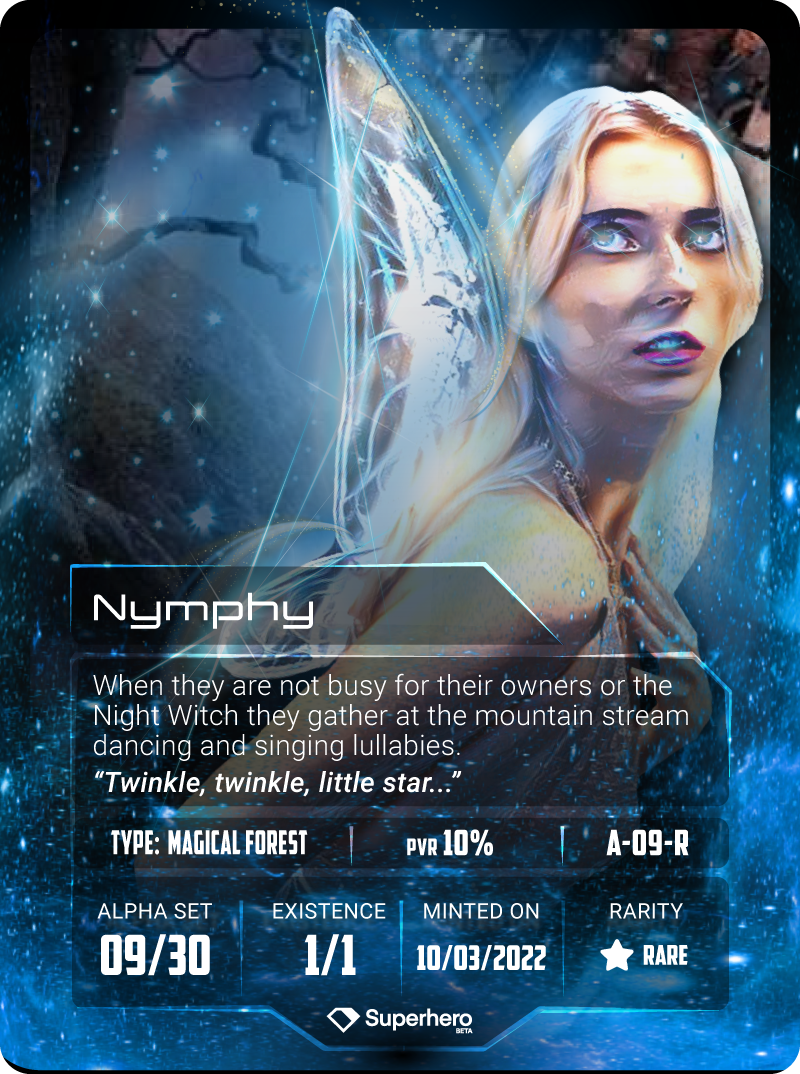 Nymphy
When they are not busy for their owners or the
Night Witch they gather at the mountain stream
dancing and singing lullabies.
“Twinkle, twinkle, little star...”
TYPE: MAGICAL FOREST PVR 10% A-09-R
ALPHA SET EXISTENCE MINTED ON RARITY
09/30 1/1 10/03/2022 RARE
Superhero
BETA